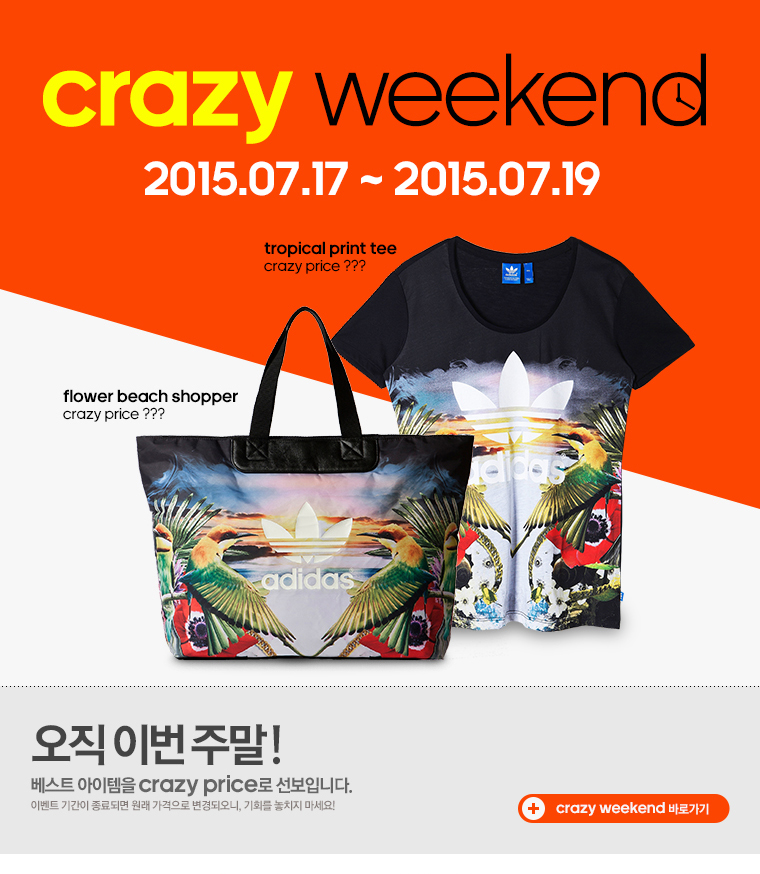 crazy weekend
2015.07.17 ~ 2015.07.19
tropical print tee
crazy price ???
flower beach shopper
crazy price ???
adidas
adidas
오직 이번 주말!
베스트 아이템을 crazy price로 선보입니다.
이벤트 기간이 종료되면 원래 가격으로 변경되오니, 기회를 놓치지 마세요!
crazy weekend 바로가기